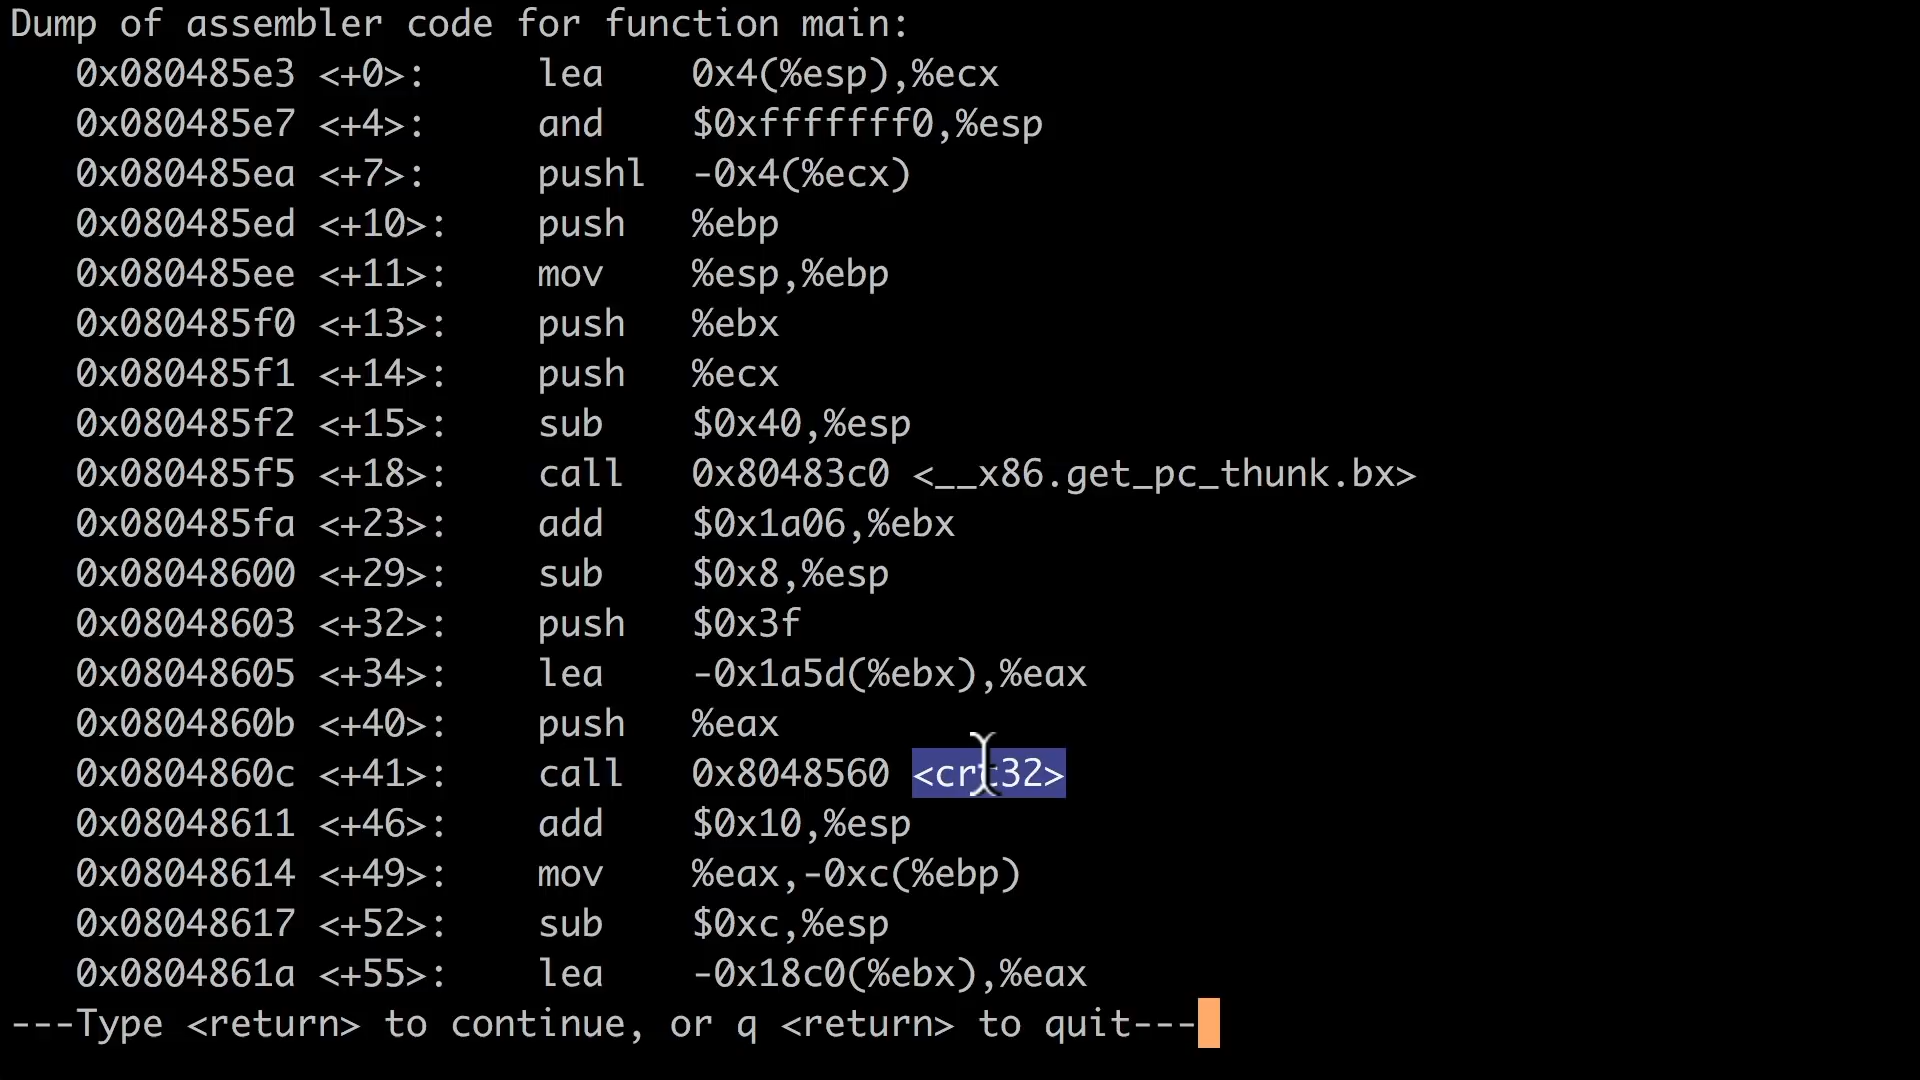 Dump of assembler code for function main:
0x080485e3 <+0>: lea 0x4(%esp),%ecx
0x080485e7 <+4>: and $0xfffffff0,%esp
0x080485ea <+7>: pushl -0x4(%ecx)
0x080485ed <+10>: push %ebp
0x080485ee <+11>: mov %esp,%ebp
0x080485f0 <+13>: push %ebx
0x080485f1 <+14>: push %ecx
0x080485f2 <+15>: sub $0x40,%esp
0x080485f5 <+18>: call 0x80483c0 <__x86.get_pc_thunk.bx>
0x080485fa <+23>: add $0x1a06,%ebx
0x08048600 <+29>: sub $0x8,%esp
0x08048603 <+32>: push $0x3f
0x08048605 <+34>: lea -0x1a5d(%ebx),%eax
0x0804860b <+40>: push %eax
0x0804860c <+41>: call 0x8048560 <crc32>
0x08048611 <+46>: add $0x10,%esp
0x08048614 <+49>: mov %eax,-0xc(%ebp)
0x08048617 <+52>: sub $0xc,%esp
0x0804861a <+55>: lea -0x18c0(%ebx),%eax
---Type <return> to continue, or q <return> to quit---